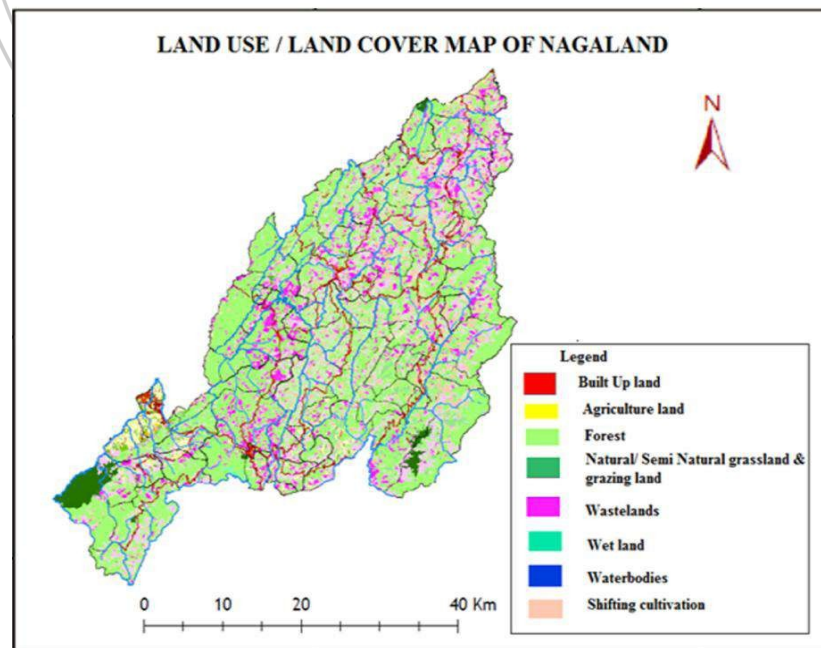 LAND USE / LAND COVER MAP OF NAGALAND
N
Legend
Built Up land
Agriculture land
Forest
Natural/ Semi Natural grassland &
grazing land
Wastelands
Wet land
Waterbodies
Shifting cultivation
0 10 20 40 Km